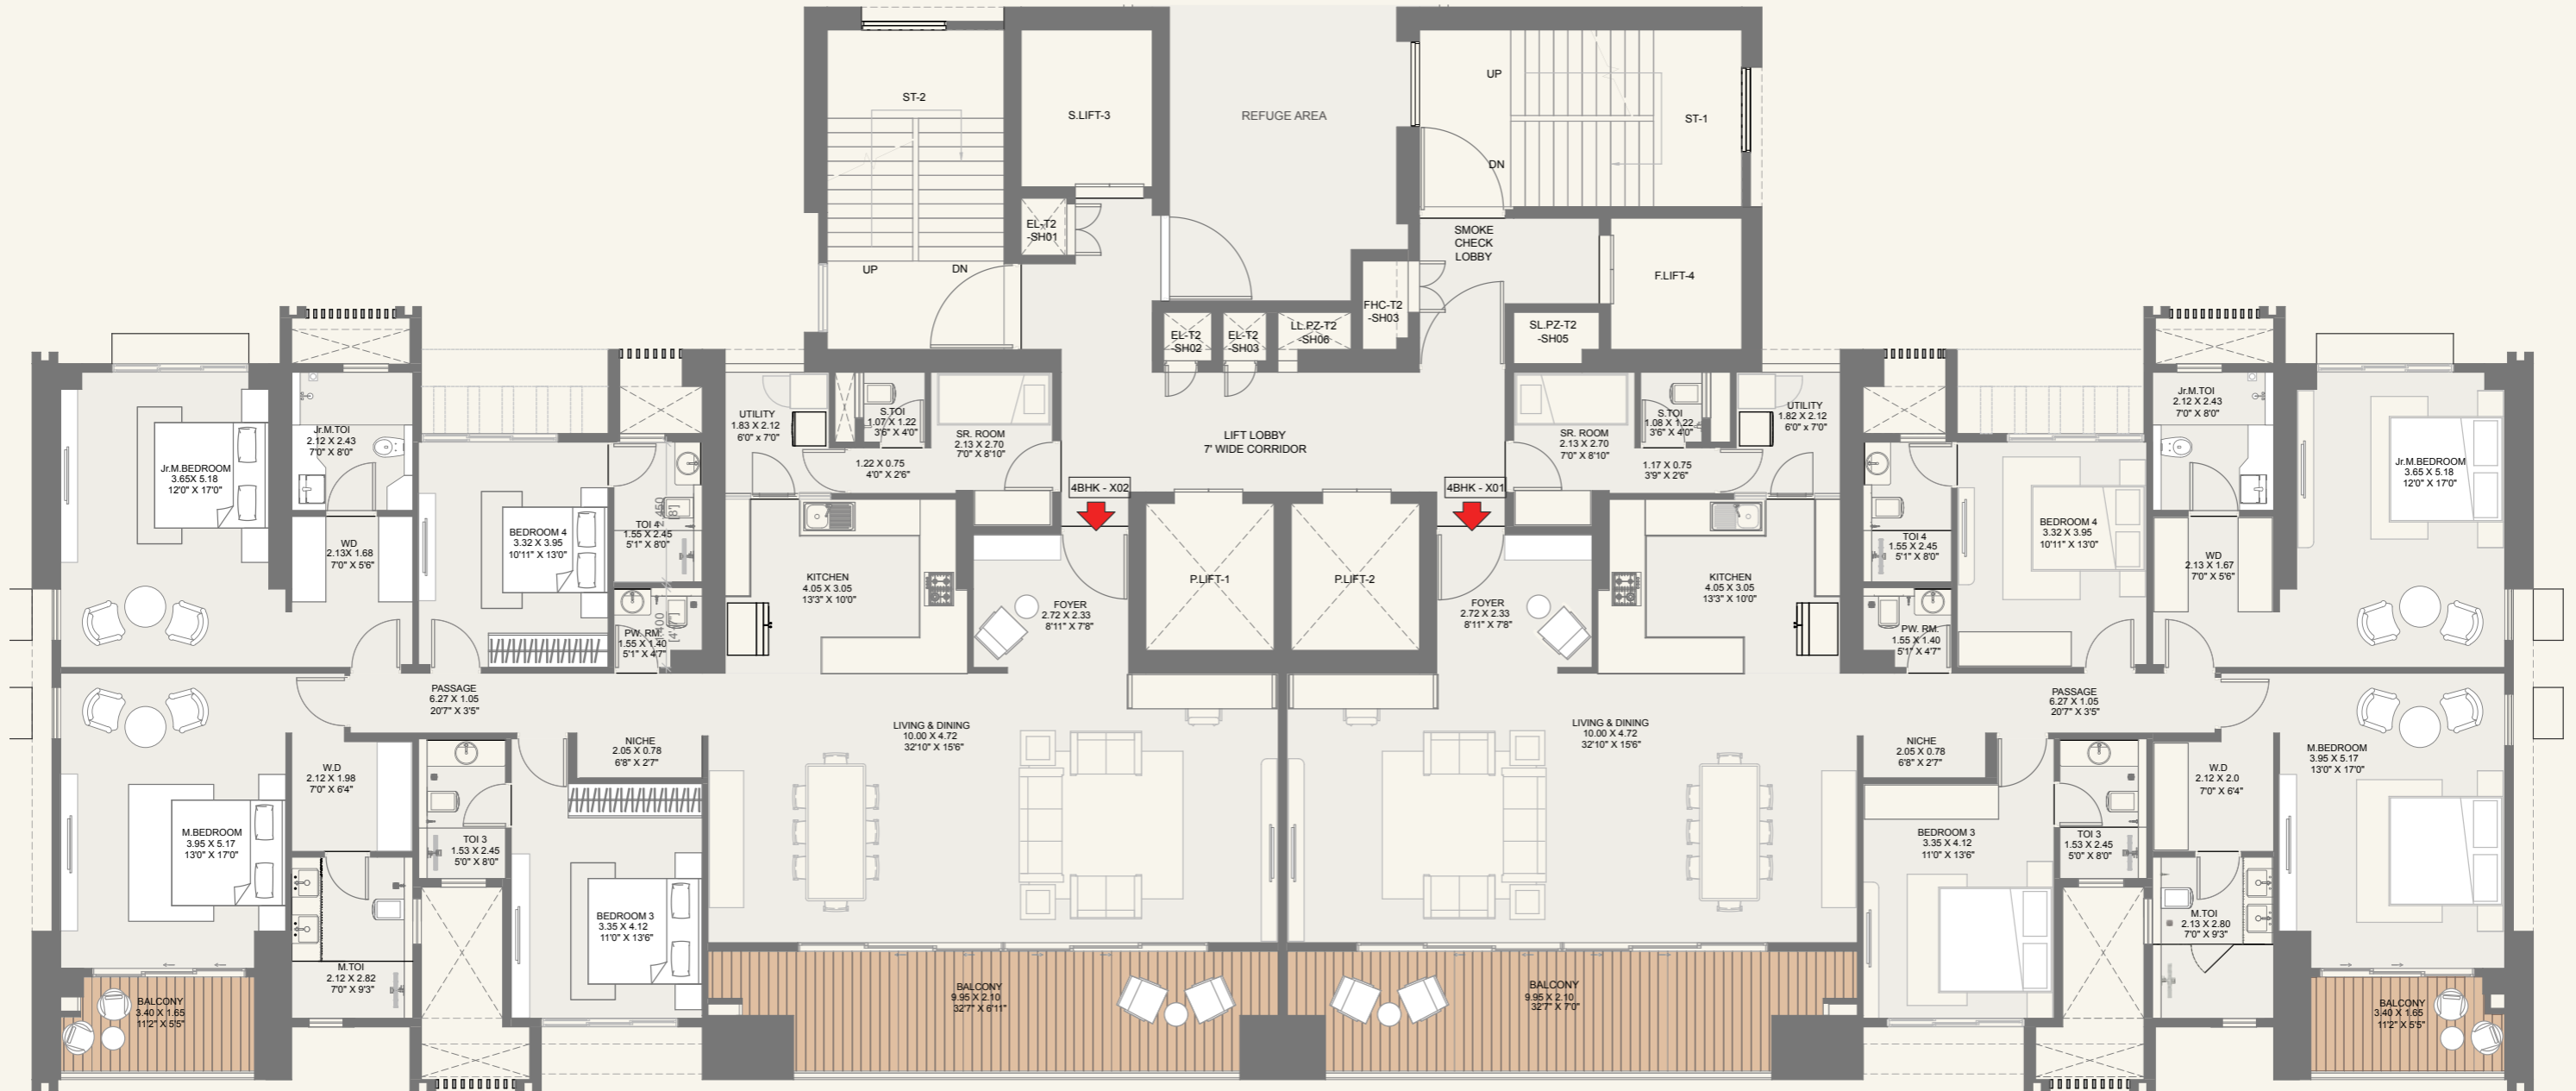 ST-2
UP
DN
S.LIFT-3
EL-T2
-SH01
REFUGE AREA
UP
DN
ST-1
SMOKE
CHECK
LOBBY
F.LIFT-4
FHC-T2
-SH03
EL-T2
-SH02
EL-T2
-SH03
LL.PZ-T2
-SH06
SL.PZ-T2
-SH05
LIFT LOBBY
7' WIDE CORRIDOR
4BHK - X02
4BHK - X01
P.LIFT-1
P.LIFT-2
Jr.M.BEDROOM
3.65X 5.18
12'0" X 17'0"
Jr.M.TOI
2.12 X 2.43
7'0" X 8'0"
WD
2.13X 1.68
7'0" X 5'6"
BEDROOM 4
3.32 X 3.95
10'11" X 13'0"
TOI 4
1.55 X 2.45
5'1" X 8'0"
PW. RM.
1.55 X 1.40
5'1" X 4'7"
UTILITY
1.83 X 2.12
6'0" x 7'0"
S.TOI
1.07 X 1.22
3'6" X 4'0"
1.22 X 0.75
4'0" X 2'6"
SR. ROOM
2.13 X 2.70
7'0" X 8'10"
KITCHEN
4.05 X 3.05
13'3" X 10'0"
FOYER
2.72 X 2.33
8'11" X 7'8"
PASSAGE
6.27 X 1.05
20'7" X 3'5"
NICHE
2.05 X 0.78
6'8" X 2'7"
LIVING & DINING
10.00 X 4.72
32'10" X 15'6"
W.D
2.12 X 1.98
7'0" X 6'4"
M.BEDROOM
3.95 X 5.17
13'0" X 17'0"
TOI 3
1.53 X 2.45
5'0" X 8'0"
BEDROOM 3
3.35 X 4.12
11'0" X 13'6"
M.TOI
2.12 X 2.82
7'0" X 9'3"
BALCONY
3.40 X 1.65
11'2" X 5'5"
BALCONY
9.95 X 2.10
32'7" X 6'11"
SR. ROOM
2.13 X 2.70
7'0" X 8'10"
S.TOI
1.08 X 1.22
3'6" X 4'0"
1.17 X 0.75
3'9" X 2'6"
UTILITY
1.82 X 2.12
6'0" x 7'0"
FOYER
2.72 X 2.33
8'11" X 7'8"
KITCHEN
4.05 X 3.05
13'3" X 10'0"
TOI 4
1.55 X 2.45
5'1" X 8'0"
PW. RM.
1.55 X 1.40
5'1" X 4'7"
BEDROOM 4
3.32 X 3.95
10'11" X 13'0"
Jr.M.TOI
2.12 X 2.43
7'0" X 8'0"
WD
2.13 X 1.67
7'0" X 5'6"
Jr.M.BEDROOM
3.65 X 5.18
12'0" X 17'0"
LIVING & DINING
10.00 X 4.72
32'10" X 15'6"
NICHE
2.05 X 0.78
6'8" X 2'7"
PASSAGE
6.27 X 1.05
20'7" X 3'5"
BEDROOM 3
3.35 X 4.12
11'0" X 13'6"
TOI 3
1.53 X 2.45
5'0" X 8'0"
W.D
2.12 X 2.0
7'0" X 6'4"
M.BEDROOM
3.95 X 5.17
13'0" X 17'0"
M.TOI
2.13 X 2.80
7'0" X 9'3"
BALCONY
9.95 X 2.10
32'7" X 7'0"
BALCONY
3.40 X 1.65
11'2" X 5'5"